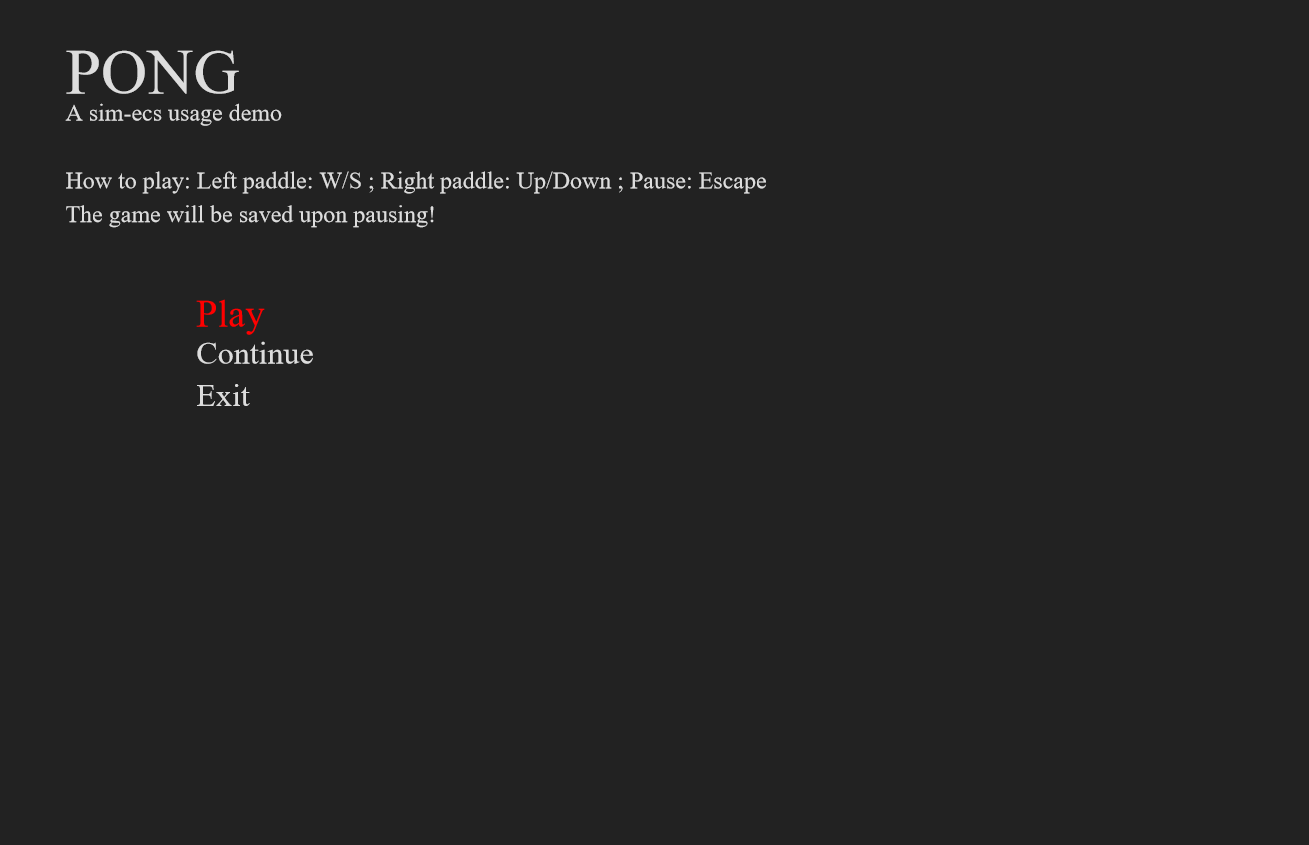 PONG
A sim-ecs usage demo
How to play: Left paddle: W/S ; Right paddle: Up/Down ; Pause: Escape
The game will be saved upon pausing!
Play
Continue
Exit